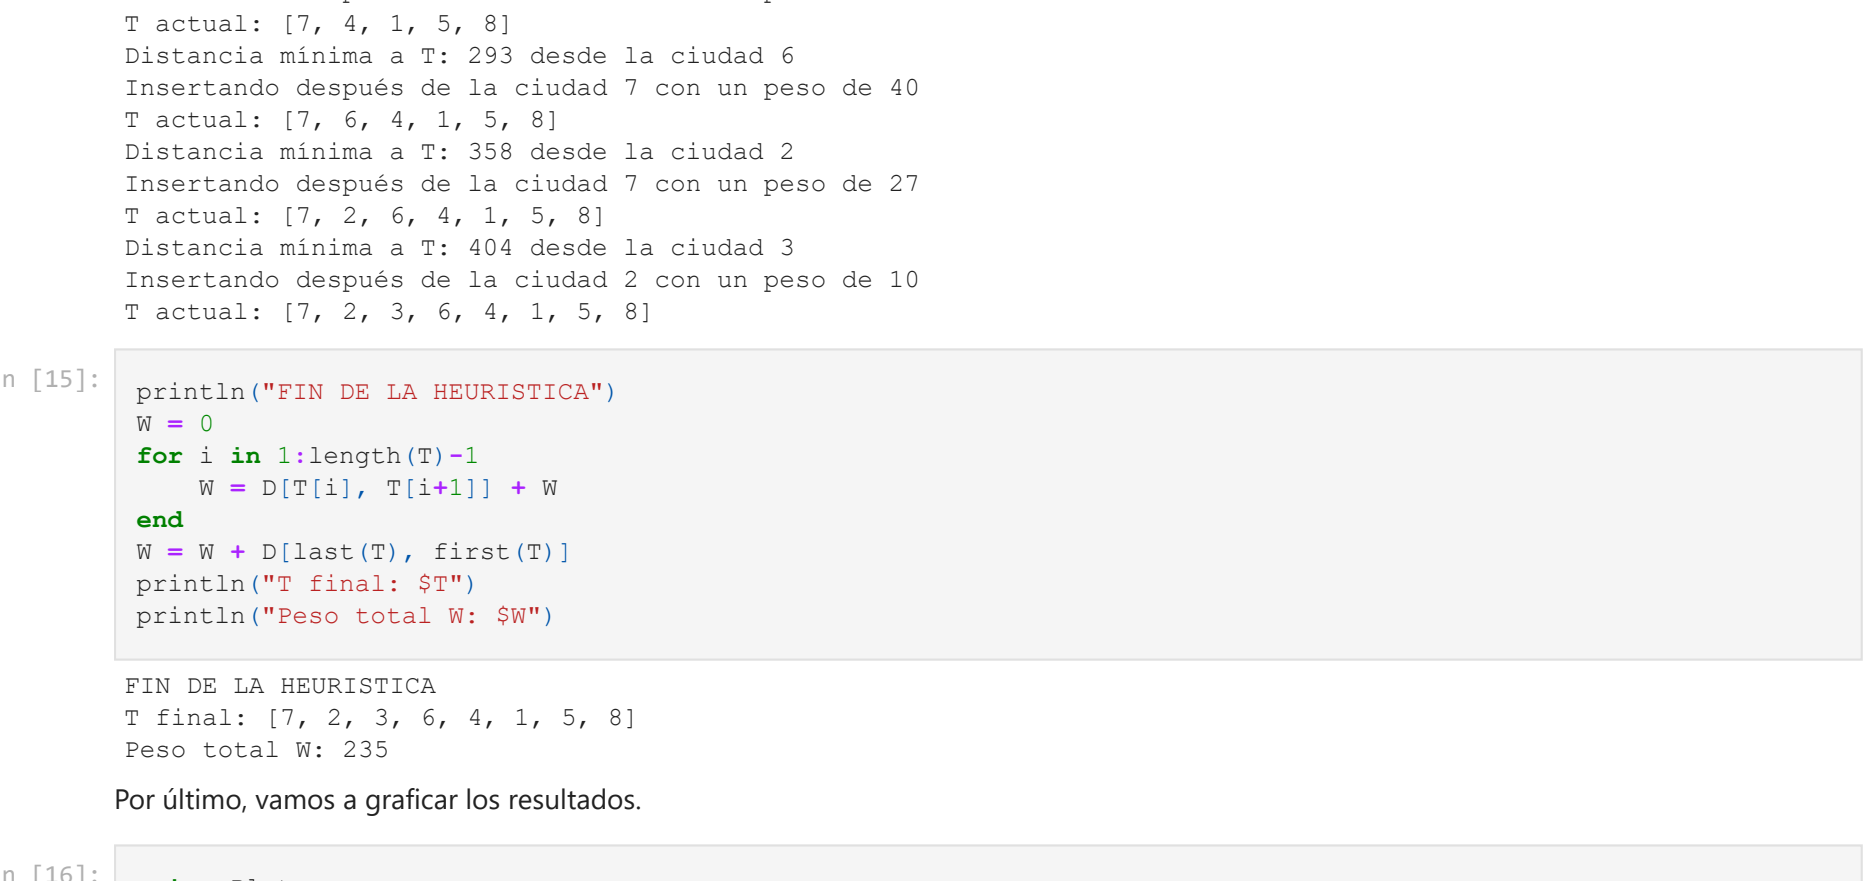 T actual: [7, 4, 1, 5, 8]
Distancia mínima a T: 293 desde la ciudad 6
Insertando después de la ciudad 7 con un peso de 40
T actual: [7, 6, 4, 1, 5, 8]
Distancia mínima a T: 358 desde la ciudad 2
Insertando después de la ciudad 7 con un peso de 27
T actual: [7, 2, 6, 4, 1, 5, 8]
Distancia mínima a T: 404 desde la ciudad 3
Insertando después de la ciudad 2 con un peso de 10
T actual: [7, 2, 3, 6, 4, 1, 5, 8]
n [15]:
println("FIN DE LA HEURISTICA")
W = 0
for i in 1:length(T)-1
    W = D[T[i], T[i+1]] + W
end
W = W + D[last(T), first(T)]
println("T final: $T")
println("Peso total W: $W")
FIN DE LA HEURISTICA
T final: [7, 2, 3, 6, 4, 1, 5, 8]
Peso total W: 235
Por último, vamos a graficar los resultados.
n [16]: